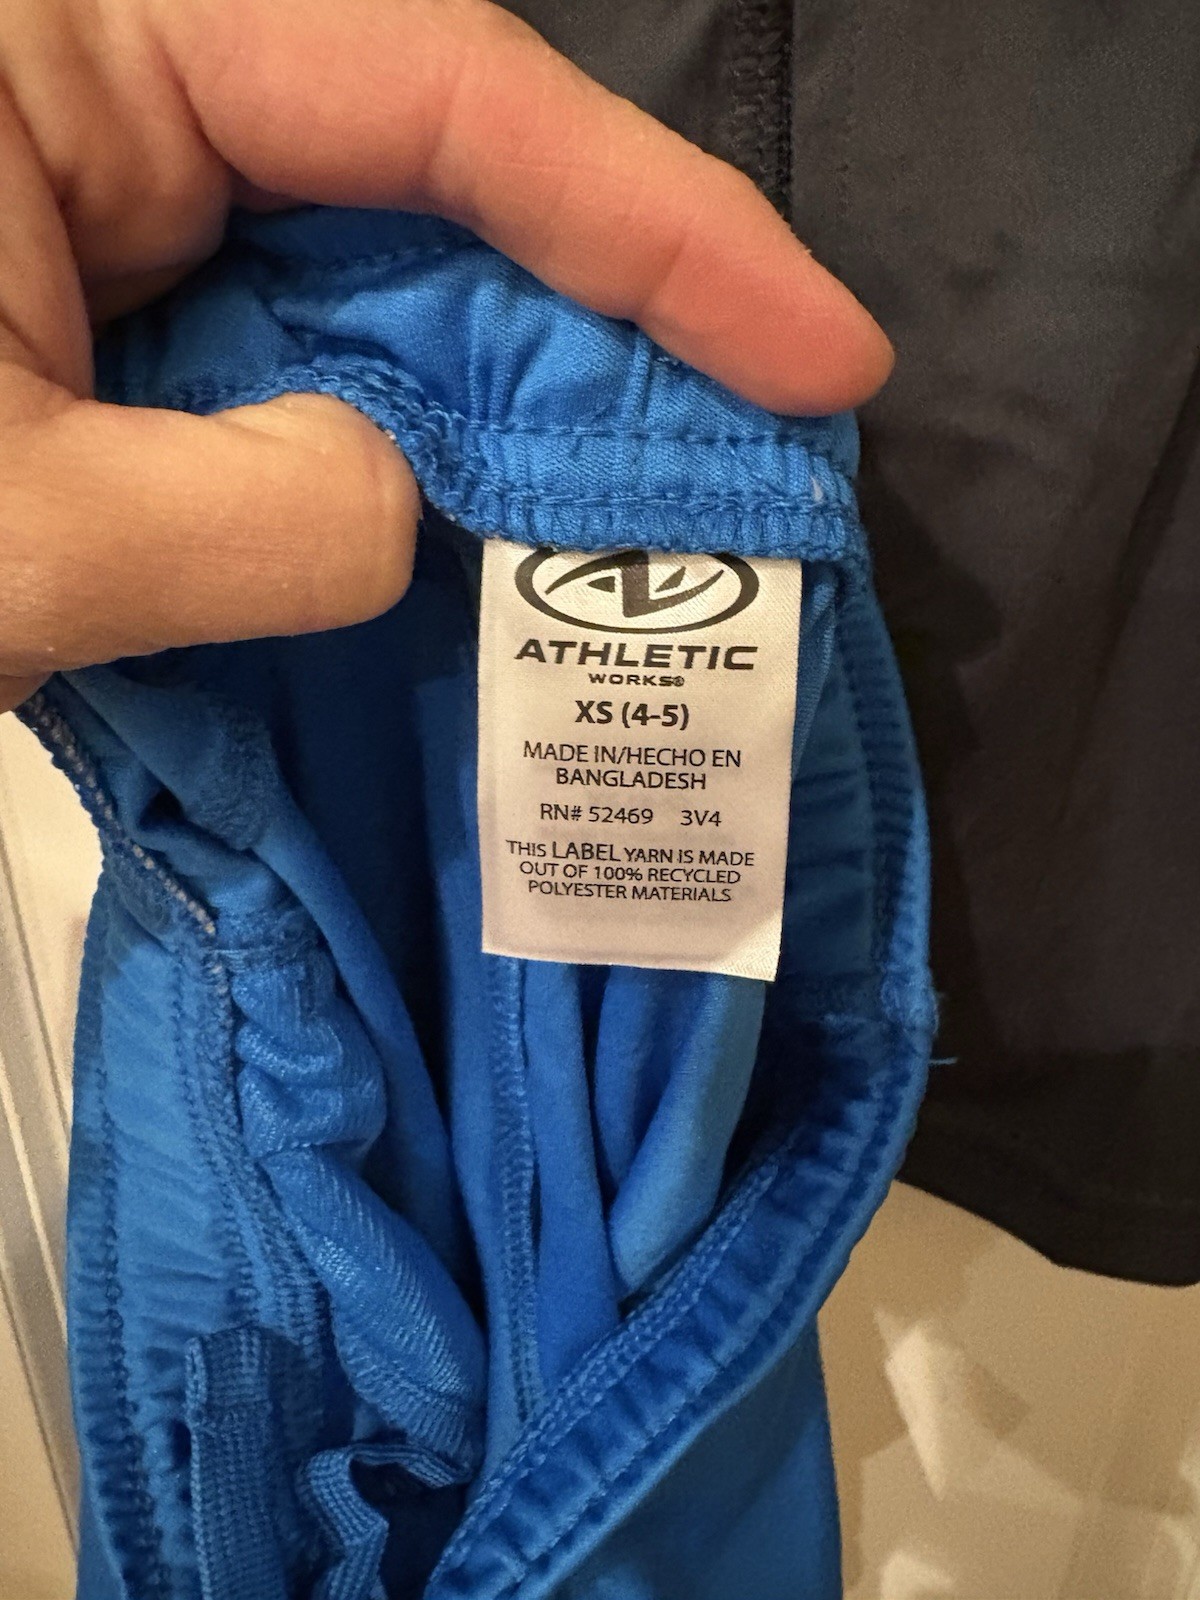 ATHLETIC
WORKS®
XS (4-5)
MADE IN/HECHO EN
BANGLADESH
RN# 52469 3V4
THIS LABEL YARN IS MADE
OUT OF 100% RECYCLED
POLYESTER MATERIALS